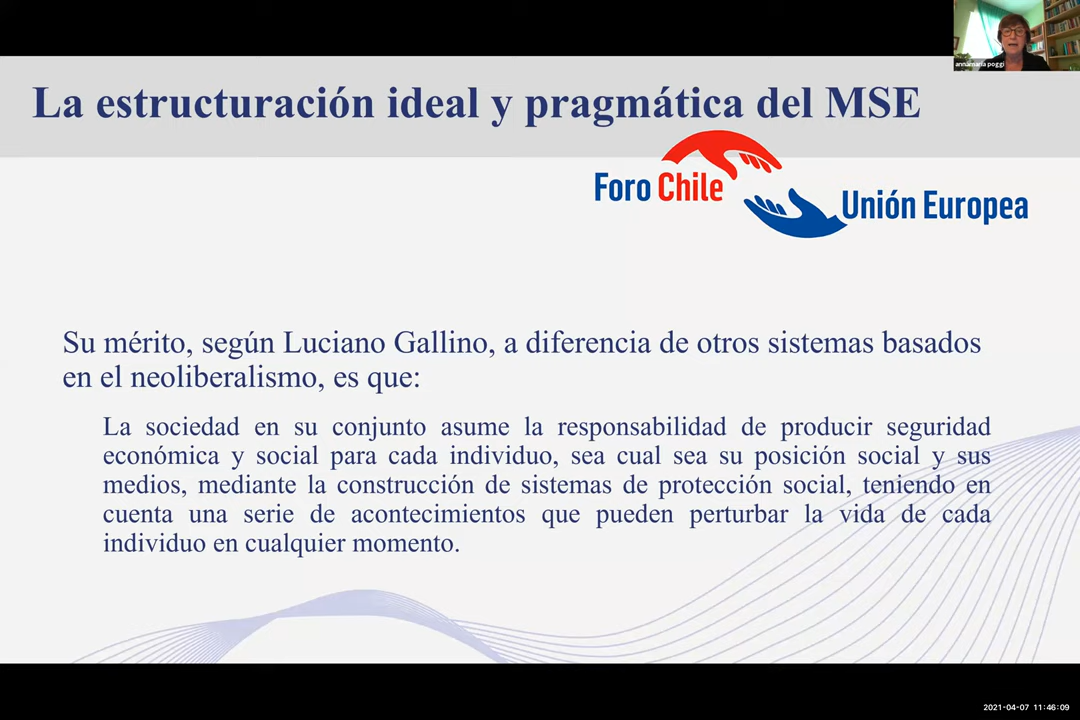 annamaria poggi
La estructuración ideal y pragmática del MSE
Foro Chile
Unión Europea
Su mérito, según Luciano Gallino, a diferencia de otros sistemas basados
en el neoliberalismo, es que:
La sociedad en su conjunto asume la responsabilidad de producir seguridad
económica y social para cada individuo, sea cual sea su posición social y sus
medios, mediante la construcción de sistemas de protección social, teniendo en
cuenta una serie de acontecimientos que pueden perturbar la vida de cada
individuo en cualquier momento.
2021-04-07 11:46:09